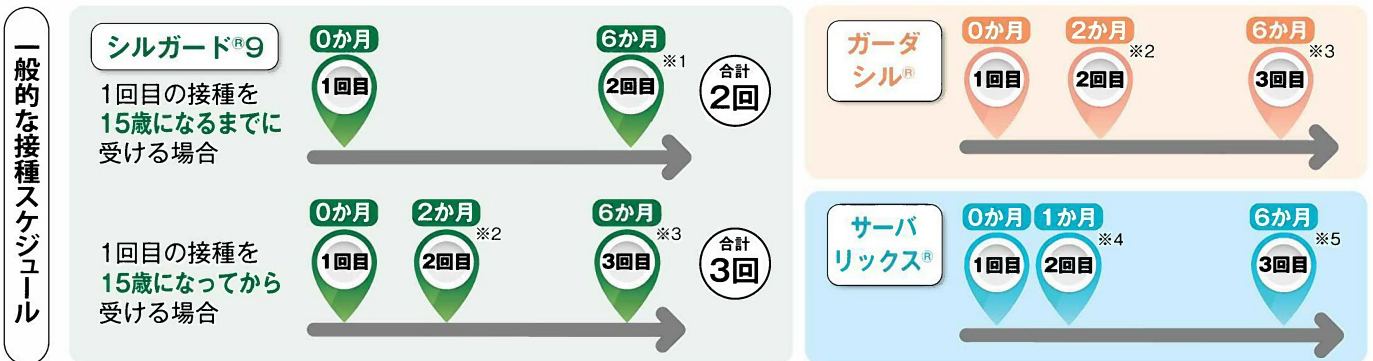 一般的な接種スケジュール
シルガード®9
1回目の接種を
15歳になるまでに
受ける場合
0か月
1回目
6か月
※1
2回目
合計
2回
1回目の接種を
15歳になってから
受ける場合
0か月
1回目
2か月
※2
2回目
6か月
※3
3回目
合計
3回
ガーダ
シル®
0か月
1回目
2か月
※2
2回目
6か月
※3
3回目
サーバ
リックス®
0か月
1回目
1か月
※4
2回目
6か月
※5
3回目